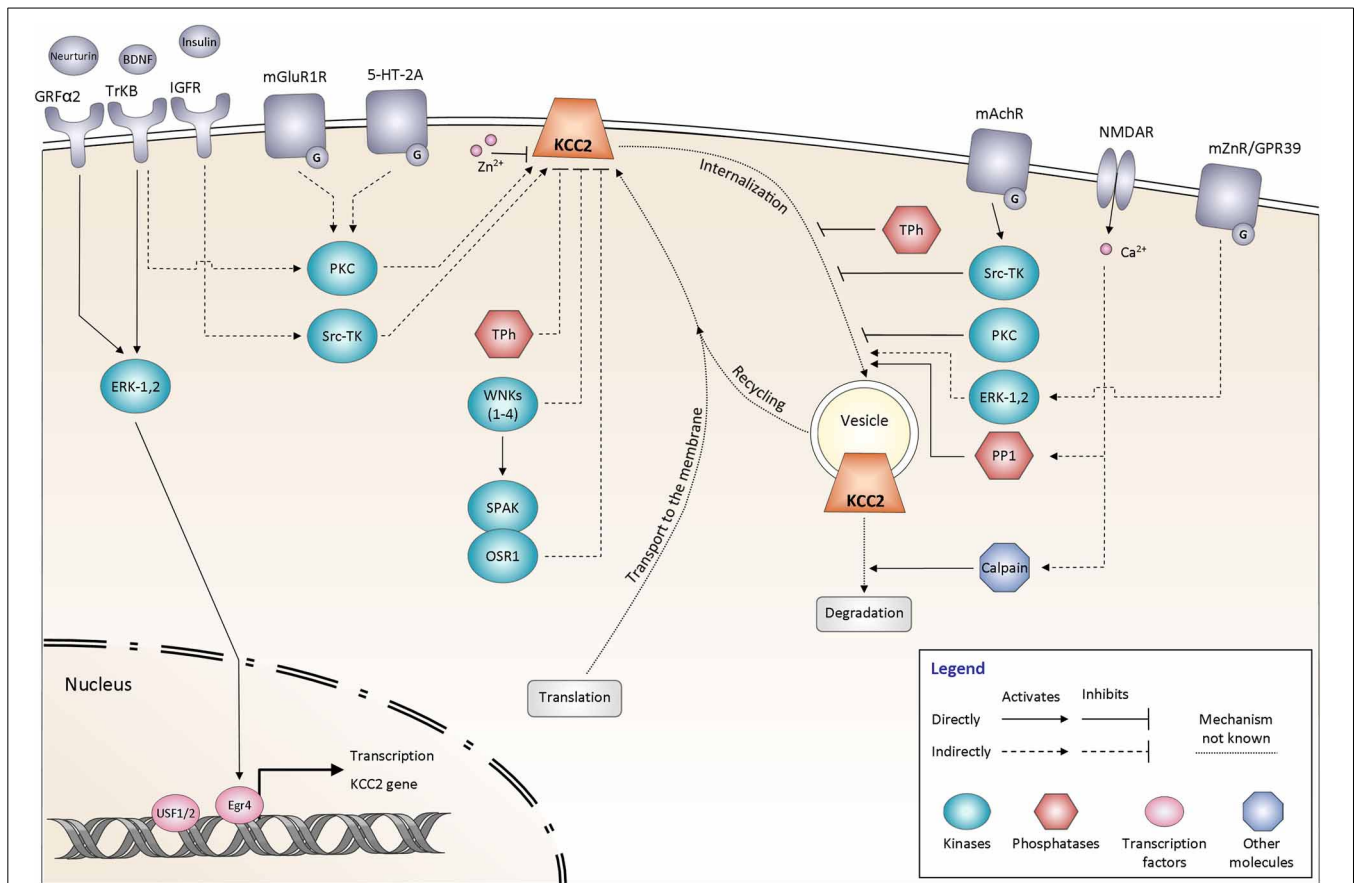 Neurturin
BDNF
Insulin
GRFα2
TrKB
IGFR
mGluR1R
5-HT-2A
G
G
Zn²⁺
KCC2
Internalization
mAchR
G
NMDAR
mZnR/GPR39
G
Ca²⁺
TPh
Src-TK
PKC
ERK-1,2
PP1
Calpain
PKC
Src-TK
ERK-1,2
TPh
WNKs
(1-4)
SPAK
OSR1
Recycling
Transport to the membrane
Vesicle
KCC2
Degradation
Translation
Nucleus
Transcription
KCC2 gene
USF1/2
Egr4
Legend
Activates
Inhibits
Directly
Indirectly
Mechanism
not known
Kinases
Phosphatases
Transcription
factors
Other
molecules